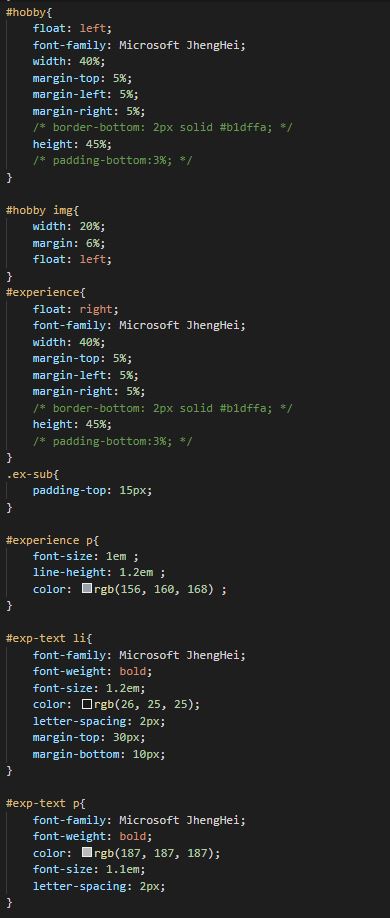 #hobby{
float: left;
font-family: Microsoft JhengHei;
width: 40%;
margin-top: 5%;
margin-left: 5%;
margin-right: 5%;
/* border-bottom: 2px solid #b1dffa; */
height: 45%;
/* padding-bottom:3%; */
}
#hobby img{
width: 20%;
margin: 6%;
float: left;
}
#experience{
float: right;
font-family: Microsoft JhengHei;
width: 40%;
margin-top: 5%;
margin-left: 5%;
margin-right: 5%;
/* border-bottom: 2px solid #b1dffa; */
height: 45%;
/* padding-bottom:3%; */
}
.ex-sub{
padding-top: 15px;
}
#experience p{
font-size: 1em ;
line-height: 1.2em ;
color: rgb(156, 160, 168) ;
}
#exp-text li{
font-family: Microsoft JhengHei;
font-weight: bold;
font-size: 1.2em;
color: rgb(26, 25, 25);
letter-spacing: 2px;
margin-top: 30px;
margin-bottom: 10px;
}
#exp-text p{
font-family: Microsoft JhengHei;
font-weight: bold;
color: rgb(187, 187, 187);
font-size: 1.1em;
letter-spacing: 2px;
}